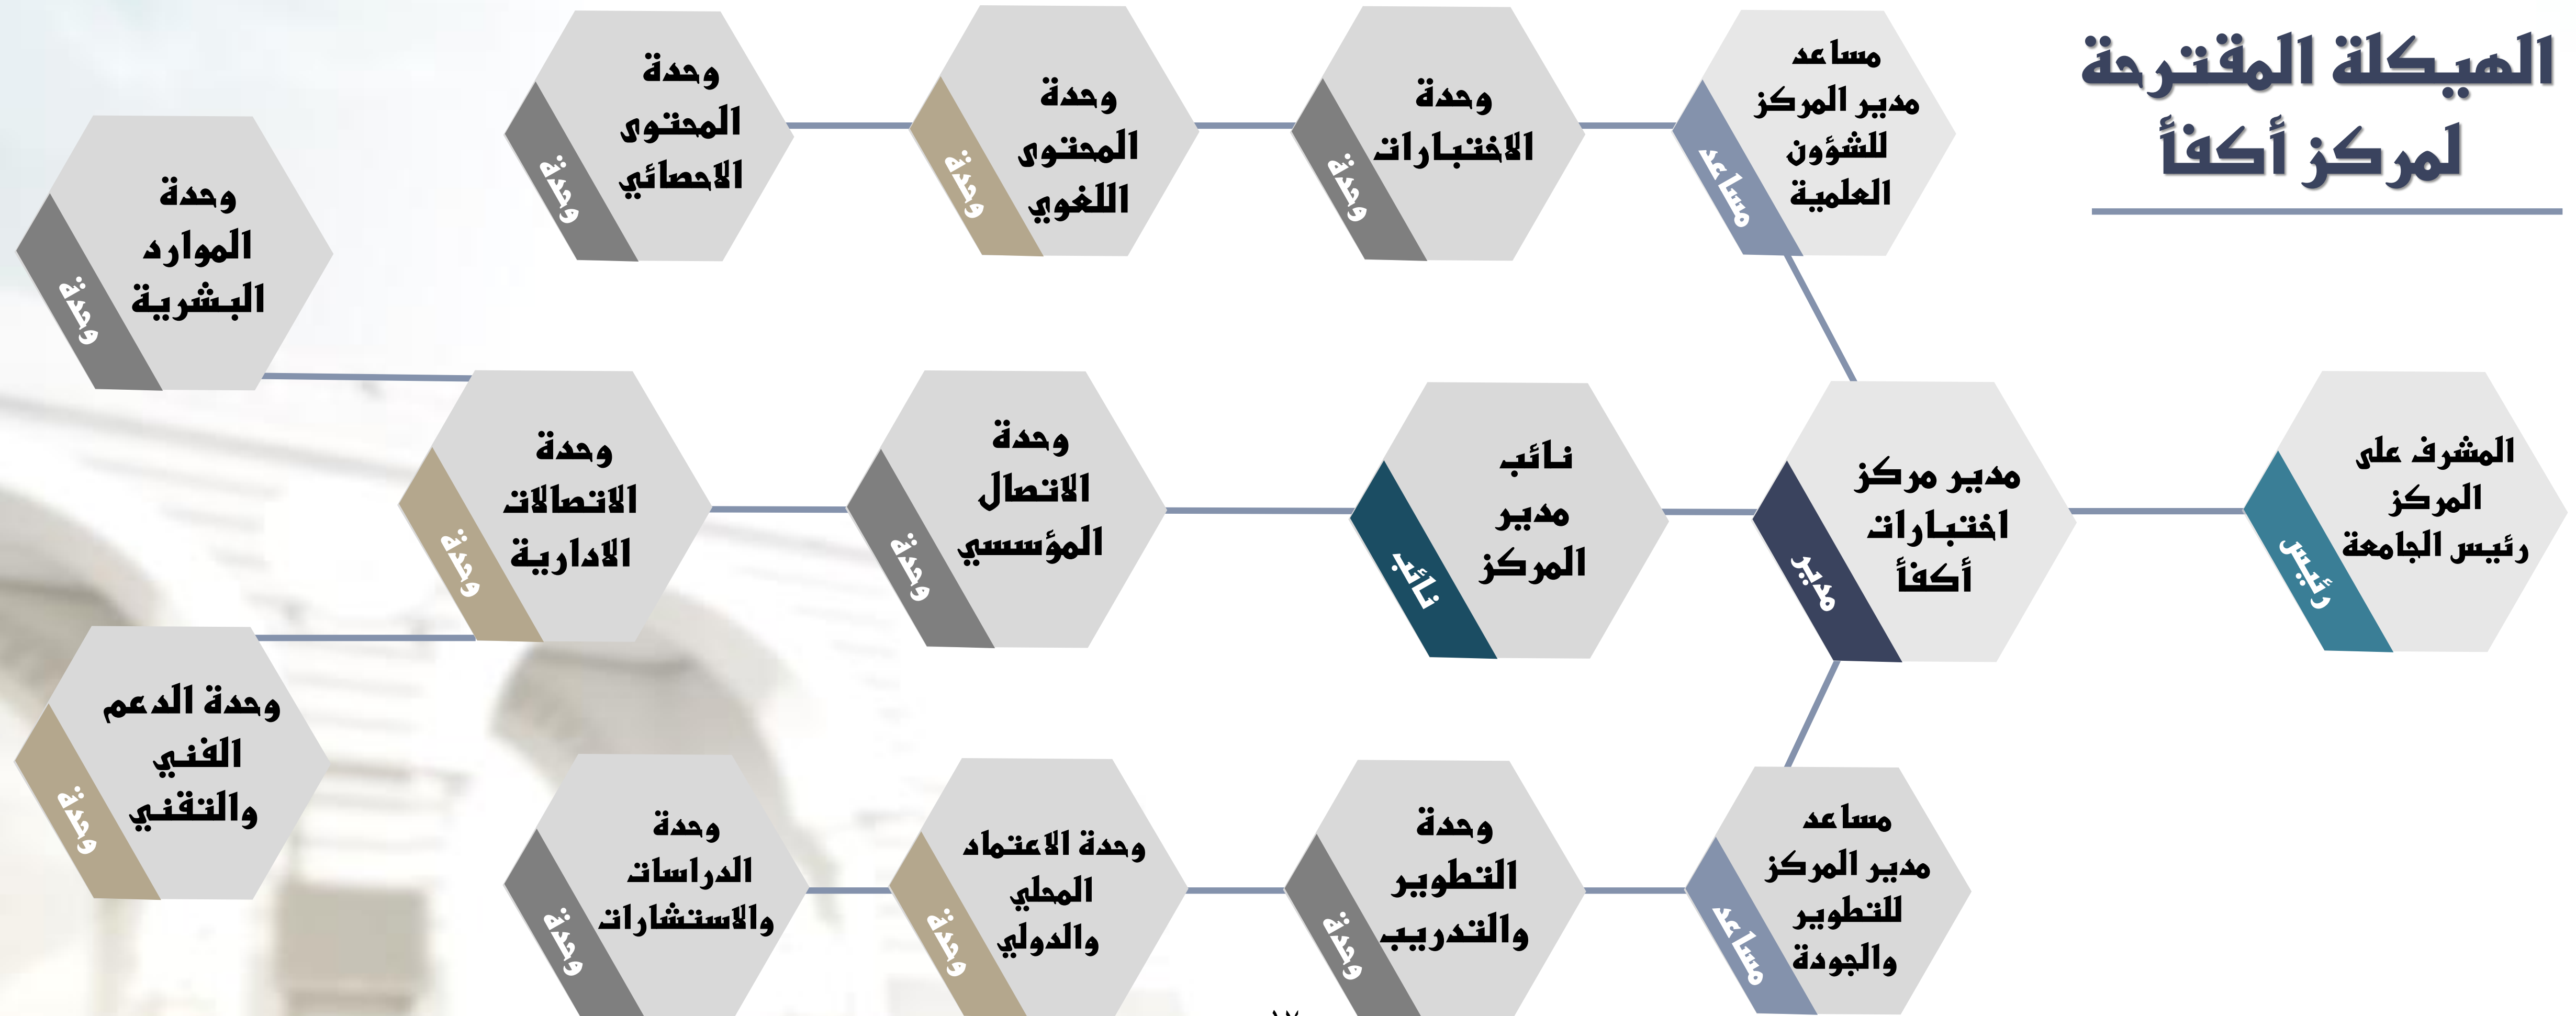 الهيكلة المقترحة
لمركز أكفأ
مساعد
مدير المركز
للشؤون
العلمية
مساعد
وحدة
الاختبارات
وحدة
وحدة
المحتوى
اللغوي
وحدة
وحدة
المحتوى
الاحصائي
وحدة
وحدة
الموارد
البشرية
وحدة
المشرف على
المركز
رئيس الجامعة
رئيس
مدير مركز
اختبارات
أكفأ
مدير
نائب
مدير
المركز
نائب
وحدة
الاتصال
المؤسسي
وحدة
وحدة
الاتصالات
الادارية
وحدة
وحدة الدعم
الفني
والتقني
وحدة
مساعد
مدير المركز
للتطوير
والجودة
مساعد
وحدة
التطوير
والتدريب
وحدة
وحدة الاعتماد
المحلي
والدولي
وحدة
وحدة
الدراسات
والاستشارات
وحدة